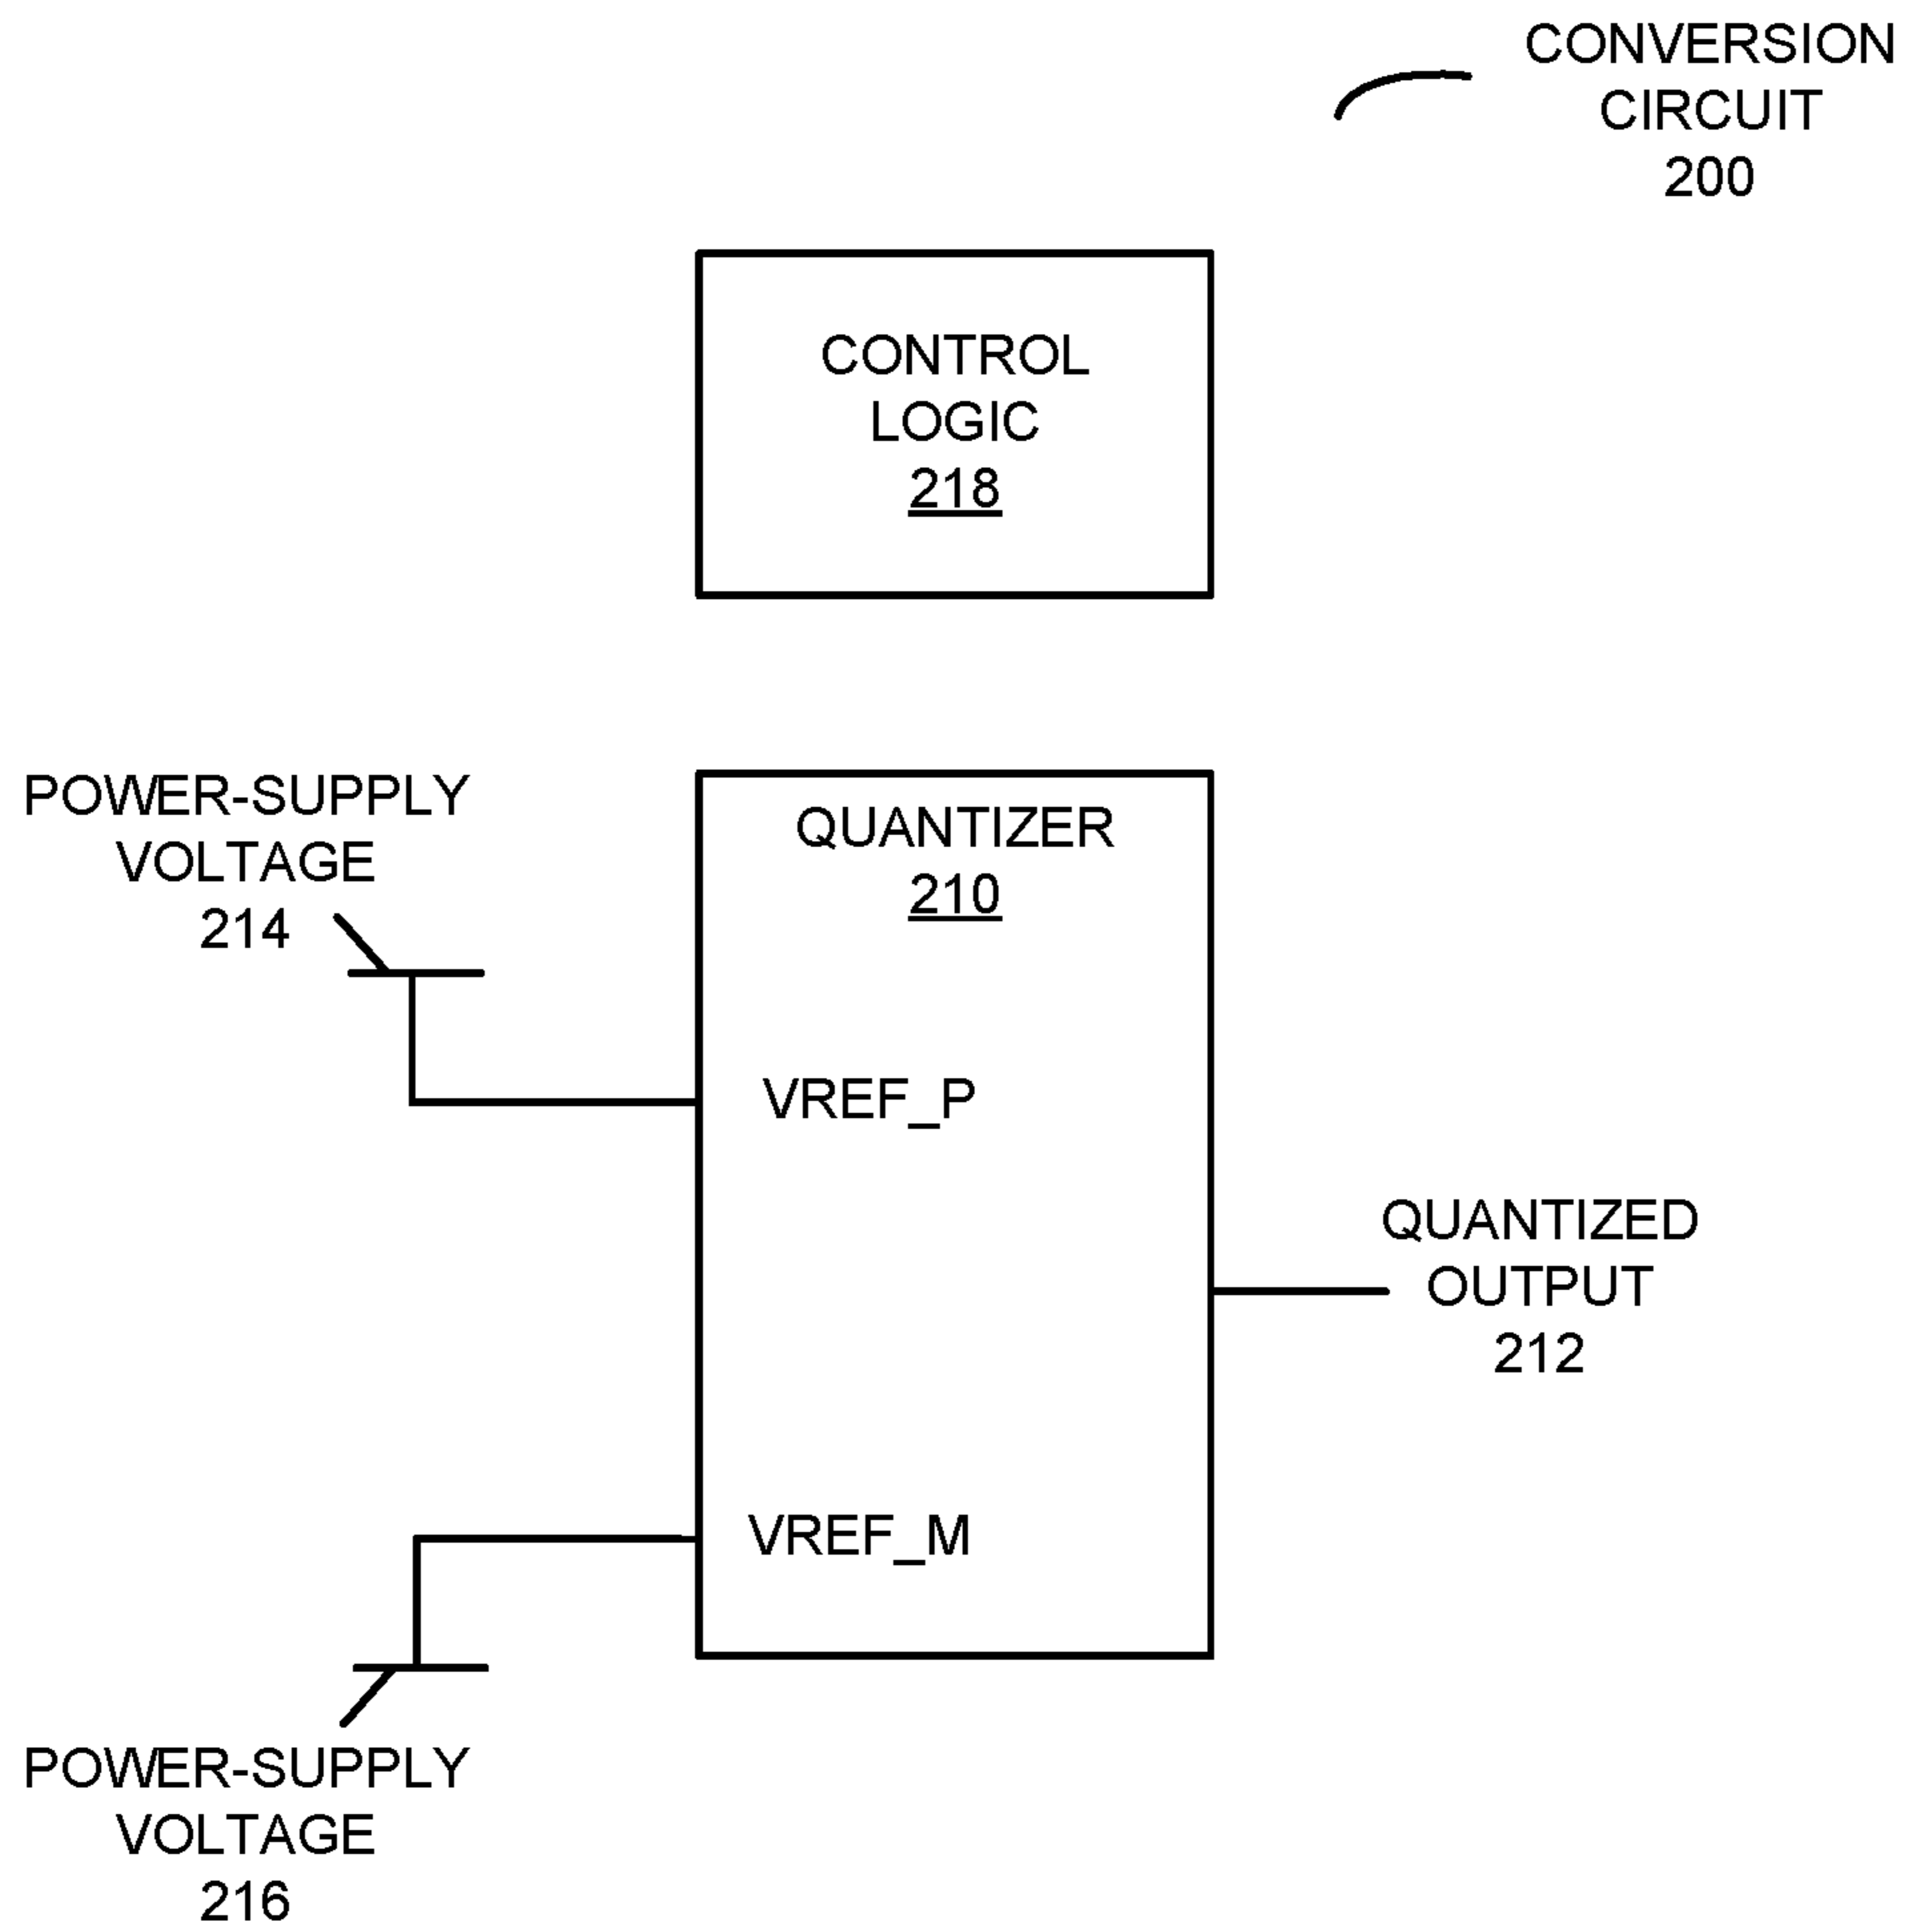 CONVERSION
CIRCUIT
200
CONTROL
LOGIC
218
POWER-SUPPLY
VOLTAGE
214
QUANTIZER
210
VREF_P
QUANTIZED
OUTPUT
212
VREF_M
POWER-SUPPLY
VOLTAGE
216